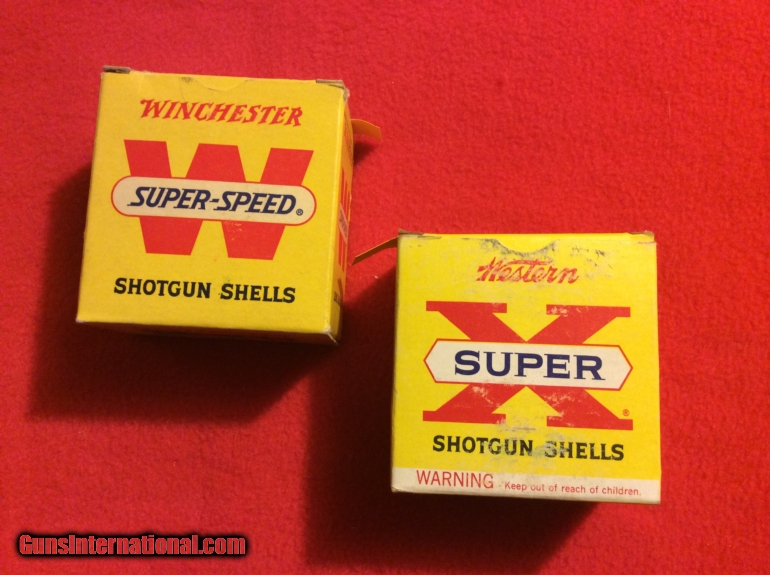 WINCHESTER
W
SUPER-SPEED®
SHOTGUN SHELLS
Western
X
SUPER
®
SHOTGUN SHELLS
WARNING - Keep out of reach of children.
GunsInternational.com